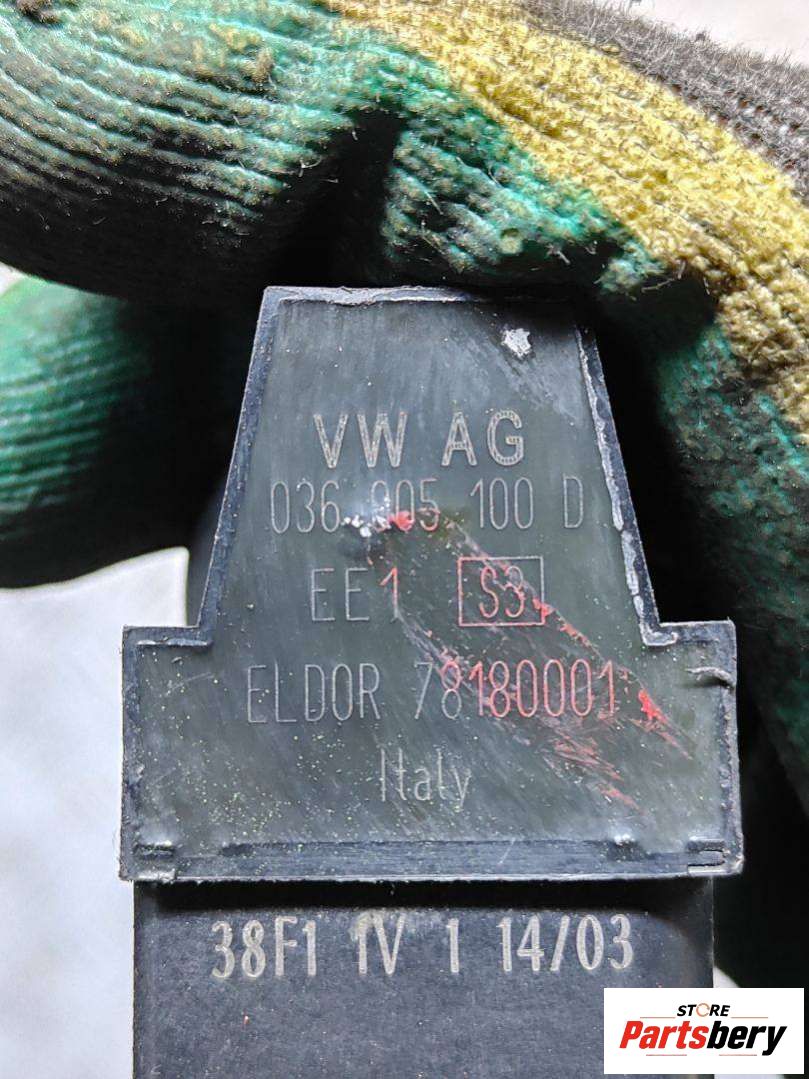 VW AG
036 905 100 D
EE1 S3
ELDOR 78180001
Italy
38F1 1V 1 14/03
STORE
Partsbery